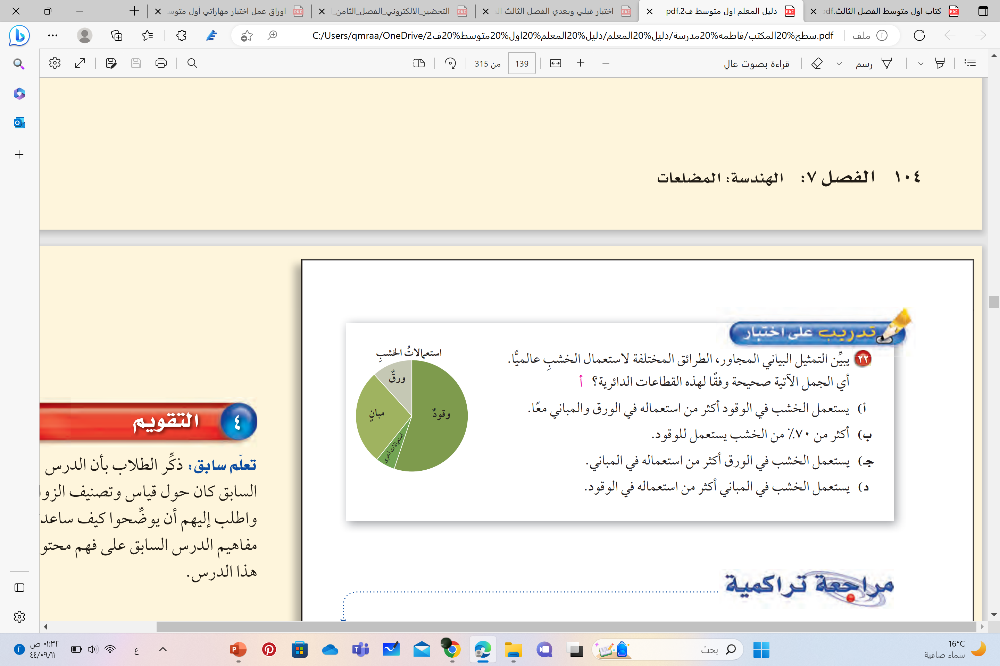 كتاب اول متوسط الفصل الثالث.pdf
دليل المعلم اول متوسط ف2.pdf
اختبار قبلي وبعدي الفصل الثالث
التحضير_الالكتروني_الفصل_الثامن_
اوراق عمل اختبار مهاراتي أول متوس
ملف
C:/Users/qmraa/OneDrive/سطح%20المكتب/فاطمه%20مدرسة/دليل%20المعلم/دليل%20المعلم%20اول%20متوسط%20ف2.pdf
رسم
قراءة بصوت عالٍ
139
من 315
١٠٤ الفصل ٧: الهندسة: المضلعات
تدريب على اختبار
٢٢ يبيِّن التمثيل البياني المجاور، الطرائق المختلفة لاستعمال الخشبِ عالميًّا.
أي الجمل الآتية صحيحة وفقًا لهذه القطاعات الدائرية؟ أ
أ) يستعمل الخشب في الوقود أكثر من استعماله في الورق والمباني معًا.
ب) أكثر من ٧٠٪ من الخشب يستعمل للوقود.
جـ) يستعمل الخشب في الورق أكثر من استعماله في المباني.
د) يستعمل الخشب في المباني أكثر من استعماله في الوقود.
استعمالاتُ الخشبِ
ورقٌ
وقودٌ
مبانٍ
استعمالات أخرى
مراجعة تراكمية
٤ التقويم
تعلّم سابق: ذكِّر الطلاب بأن الدرس
السابق كان حول قياس وتصنيف الزوا
واطلب إليهم أن يوضِّحوا كيف ساعد
مفاهيم الدرس السابق على فهم محتو
هذا الدرس.
16°C
سماء صافية
بحث
ع
٠١:٣٢ ص
٤٤/٠٩/١١
٢